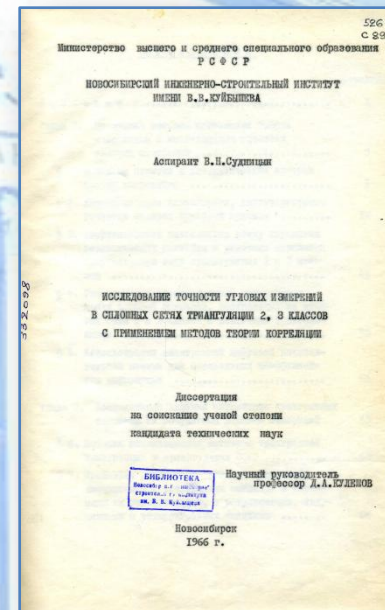 526
С 89
Министерство высшего и среднего специального образования
Р С Ф С Р
НОВОСИБИРСКИЙ ИНЖЕНЕРНО-СТРОИТЕЛЬНЫЙ ИНСТИТУТ
ИМЕНИ В.В.КУЙБЫШЕВА
Аспирант В.Н.Судницын
332098
ИССЛЕДОВАНИЕ ТОЧНОСТИ УГЛОВЫХ ИЗМЕРЕНИЙ
В СПЛОШНЫХ СЕТЯХ ТРИАНГУЛЯЦИИ 2, 3 КЛАССОВ
С ПРИМЕНЕНИЕМ МЕТОДОВ ТЕОРИИ КОРРЕЛЯЦИИ
Диссертация
на соискание ученой степени
кандидата технических наук
БИБЛИОТЕКА
им. В. В. Куйбышева
Научный руководитель
профессор Д.А.КУЛЕШОВ
Новосибирск
1966 г.